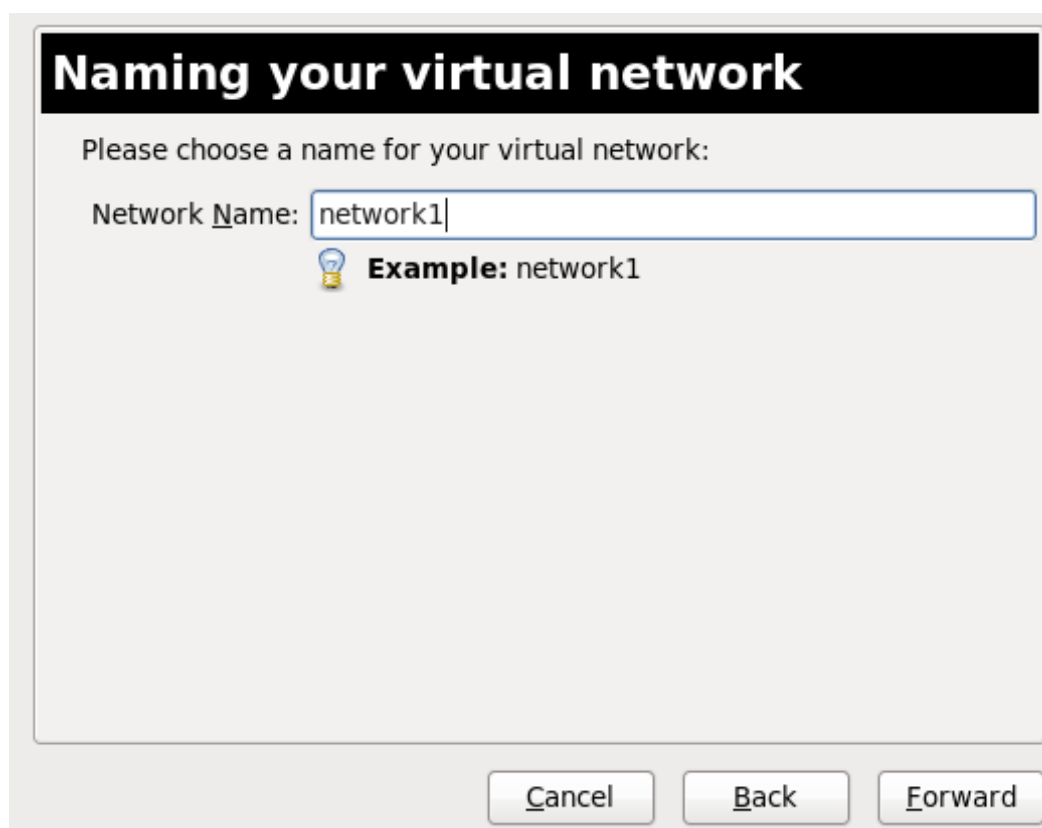 Naming your virtual network
Please choose a name for your virtual network:
Network Name: network1
Example: network1
Cancel Back Forward